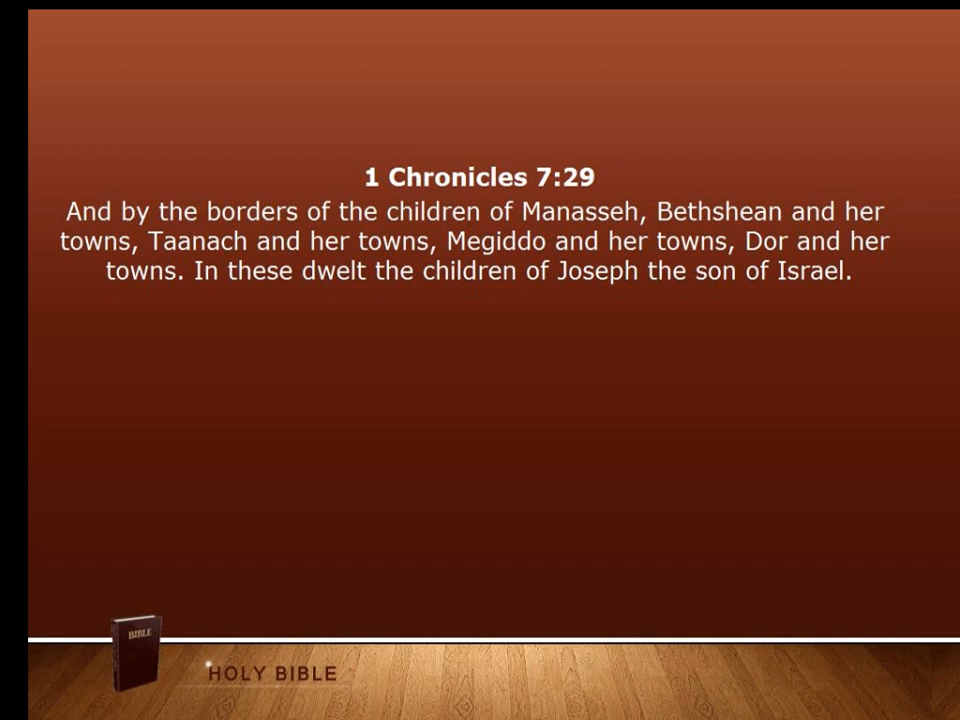 1 Chronicles 7:29
And by the borders of the children of Manasseh, Bethshean and her
towns, Taanach and her towns, Megiddo and her towns, Dor and her
towns. In these dwelt the children of Joseph the son of Israel.
BIBLE
HOLY BIBLE